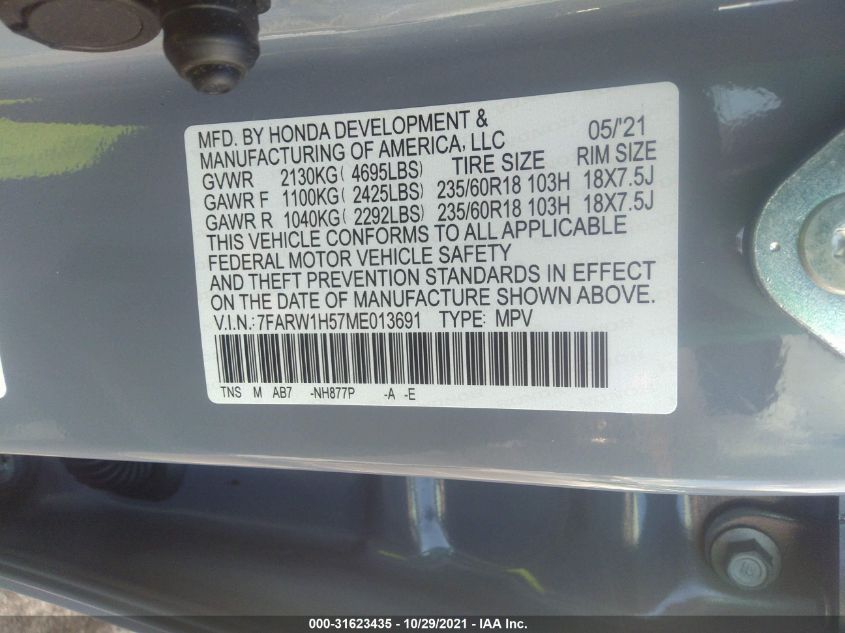 MFD. BY HONDA DEVELOPMENT & 05/'21
MANUFACTURING OF AMERICA, LLC TIRE SIZE RIM SIZE
GVWR 2130KG( 4695LBS)
GAWR F 1100KG( 2425LBS) 235/60R18 103H 18X7.5J
GAWR R 1040KG( 2292LBS) 235/60R18 103H 18X7.5J
THIS VEHICLE CONFORMS TO ALL APPLICABLE
FEDERAL MOTOR VEHICLE SAFETY
AND THEFT PREVENTION STANDARDS IN EFFECT
ON THE DATE OF MANUFACTURE SHOWN ABOVE.
V.I.N.:7FARW1H57ME013691 TYPE: MPV
TNS M AB7 -NH877P -A -E
000-31623435 - 10/29/2021 - IAA Inc.